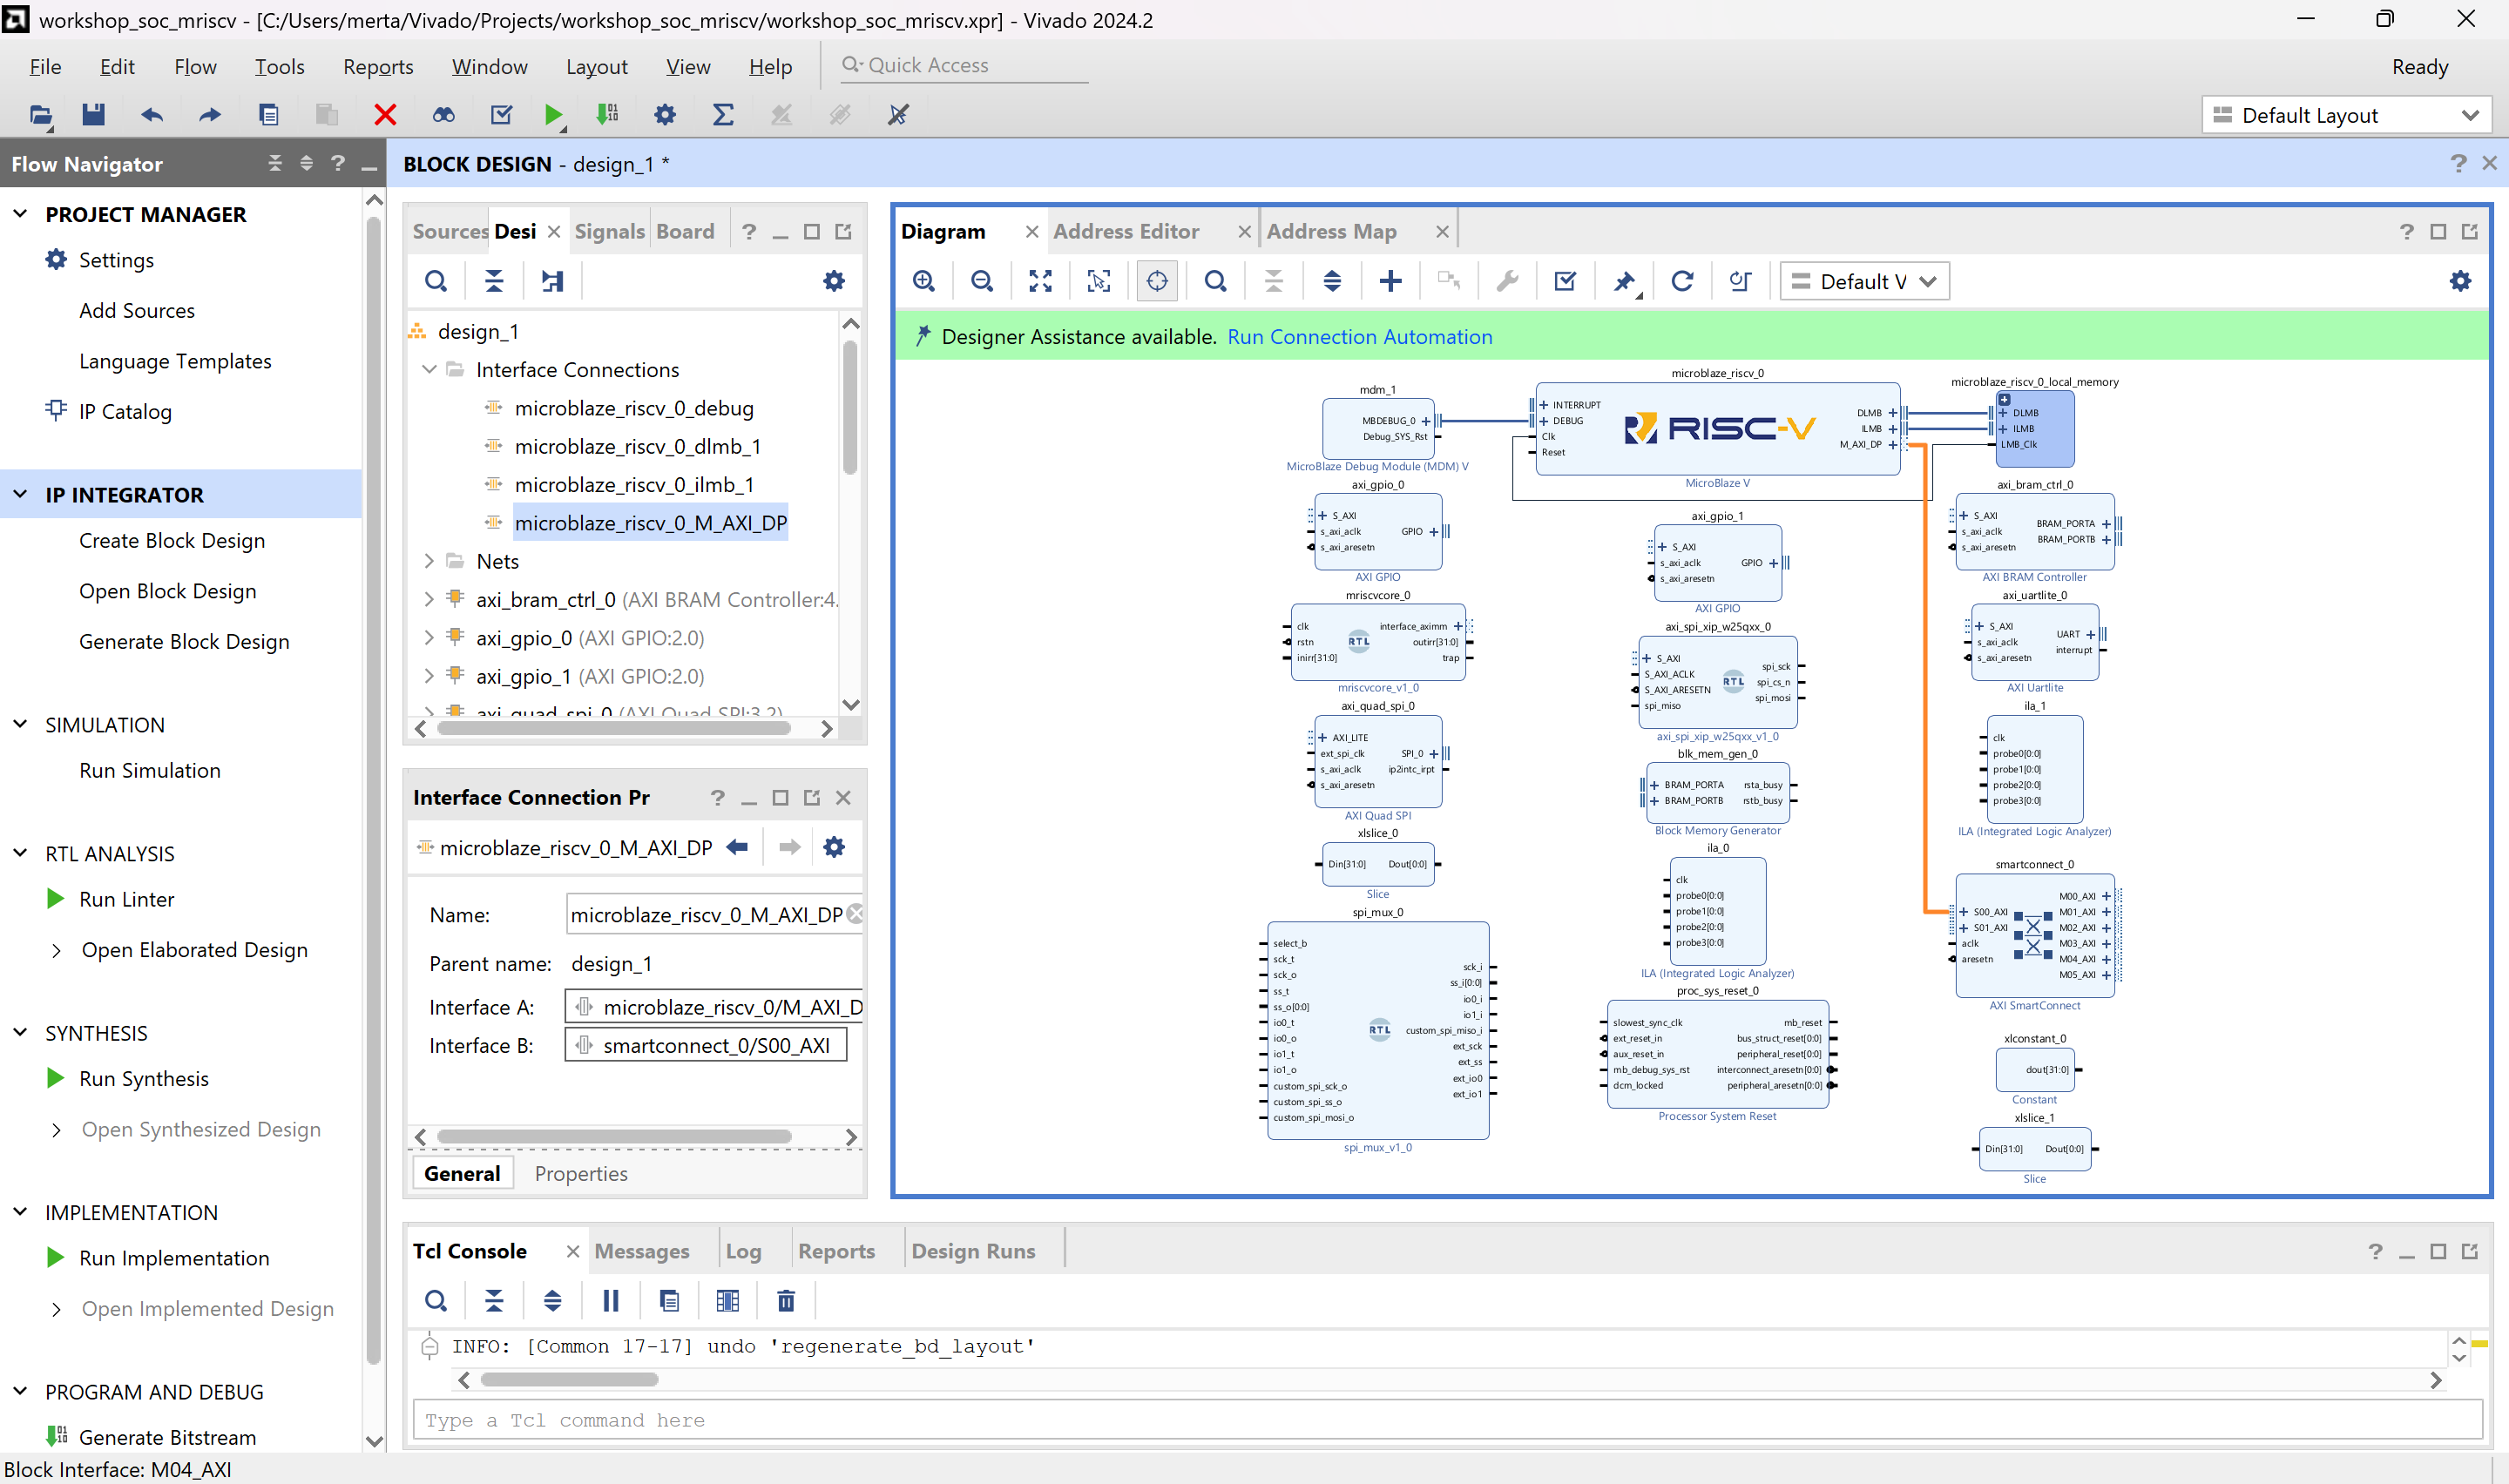 workshop_soc_mriscv - [C:/Users/merta/Vivado/Projects/workshop_soc_mriscv/workshop_soc_mriscv.xpr] - Vivado 2024.2
File Edit Flow Tools Reports Window Layout View Help Quick Access Ready
Default Layout
Flow Navigator
PROJECT MANAGER
Settings
Add Sources
Language Templates
IP Catalog
IP INTEGRATOR
Create Block Design
Open Block Design
Generate Block Design
SIMULATION
Run Simulation
RTL ANALYSIS
Run Linter
Open Elaborated Design
SYNTHESIS
Run Synthesis
Open Synthesized Design
IMPLEMENTATION
Run Implementation
Open Implemented Design
PROGRAM AND DEBUG
Generate Bitstream
Block Interface: M04_AXI
BLOCK DESIGN - design_1 *
Sources Desi Signals Board
design_1
Interface Connections
microblaze_riscv_0_debug
microblaze_riscv_0_dlmb_1
microblaze_riscv_0_ilmb_1
microblaze_riscv_0_M_AXI_DP
Nets
axi_bram_ctrl_0 (AXI BRAM Controller:4.
axi_gpio_0 (AXI GPIO:2.0)
axi_gpio_1 (AXI GPIO:2.0)
axi_quad_spi_0 (AXI Quad SPI:3.2)
Interface Connection Pr
microblaze_riscv_0_M_AXI_DP
Name: microblaze_riscv_0_M_AXI_DP
Parent name: design_1
Interface A: microblaze_riscv_0/M_AXI_D
Interface B: smartconnect_0/S00_AXI
General Properties
Diagram Address Editor Address Map
Default V
Designer Assistance available. Run Connection Automation
mdm_1
MBDEBUG_0
Debug_SYS_Rst
MicroBlaze Debug Module (MDM) V
microblaze_riscv_0
INTERRUPT
DEBUG
Clk
Reset
RISC-V
DLMB
ILMB
M_AXI_DP
MicroBlaze V
microblaze_riscv_0_local_memory
DLMB
ILMB
LMB_Clk
axi_gpio_0
S_AXI
s_axi_aclk
s_axi_aresetn
GPIO
AXI GPIO
mriscvcore_0
clk
rstn
inirr[31:0]
RTL
interface_aximm
outirr[31:0]
trap
mriscvcore_v1_0
axi_quad_spi_0
AXI_LITE
ext_spi_clk
s_axi_aclk
s_axi_aresetn
SPI_0
ip2intc_irpt
AXI Quad SPI
xlslice_0
Din[31:0]
Dout[0:0]
Slice
spi_mux_0
select_b
sck_t
sck_o
ss_t
ss_o[0:0]
io0_t
io0_o
io1_t
io1_o
custom_spi_sck_o
custom_spi_ss_o
custom_spi_mosi_o
RTL
sck_i
ss_i[0:0]
io0_i
io1_i
custom_spi_miso_i
ext_sck
ext_ss
ext_io0
ext_io1
spi_mux_v1_0
axi_gpio_1
S_AXI
s_axi_aclk
s_axi_aresetn
GPIO
AXI GPIO
axi_spi_xip_w25qxx_0
S_AXI
S_AXI_ACLK
S_AXI_ARESETN
spi_miso
RTL
spi_sck
spi_cs_n
spi_mosi
axi_spi_xip_w25qxx_v1_0
blk_mem_gen_0
BRAM_PORTA
BRAM_PORTB
rsta_busy
rstb_busy
Block Memory Generator
ila_0
clk
probe0[0:0]
probe1[0:0]
probe2[0:0]
probe3[0:0]
ILA (Integrated Logic Analyzer)
proc_sys_reset_0
slowest_sync_clk
ext_reset_in
aux_reset_in
mb_debug_sys_rst
dcm_locked
mb_reset
bus_struct_reset[0:0]
peripheral_reset[0:0]
interconnect_aresetn[0:0]
peripheral_aresetn[0:0]
Processor System Reset
axi_bram_ctrl_0
S_AXI
s_axi_aclk
s_axi_aresetn
BRAM_PORTA
BRAM_PORTB
AXI BRAM Controller
axi_uartlite_0
S_AXI
s_axi_aclk
s_axi_aresetn
UART
interrupt
AXI Uartlite
ila_1
clk
probe0[0:0]
probe1[0:0]
probe2[0:0]
probe3[0:0]
ILA (Integrated Logic Analyzer)
smartconnect_0
S00_AXI
S01_AXI
aclk
aresetn
M00_AXI
M01_AXI
M02_AXI
M03_AXI
M04_AXI
M05_AXI
AXI SmartConnect
xlconstant_0
dout[31:0]
Constant
xlslice_1
Din[31:0]
Dout[0:0]
Slice
Tcl Console Messages Log Reports Design Runs
INFO: [Common 17-17] undo 'regenerate_bd_layout'
Type a Tcl command here